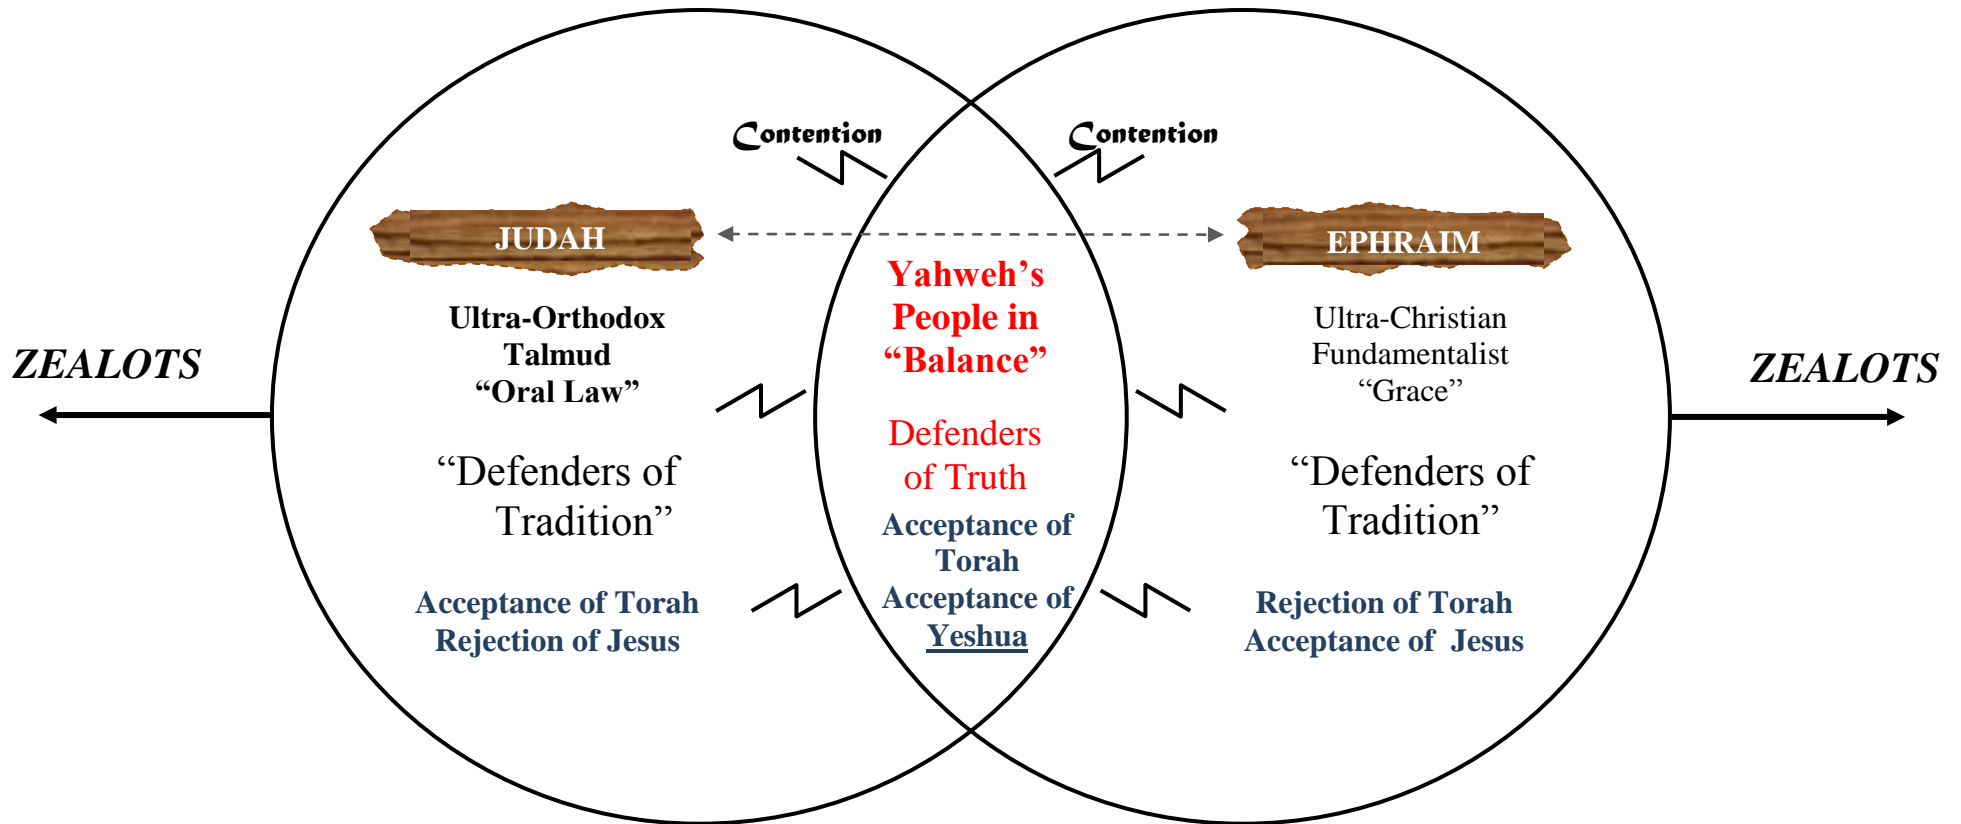 Contention
Contention
JUDAH
EPHRAIM
ZEALOTS
Ultra-Orthodox
Talmud
“Oral Law”
“Defenders of
Tradition”
Acceptance of Torah
Rejection of Jesus
Yahweh’s
People in
“Balance”
Defenders
of Truth
Acceptance of
Torah
Acceptance of
Yeshua
Ultra-Christian
Fundamentalist
“Grace”
“Defenders of
Tradition”
Rejection of Torah
Acceptance of Jesus
ZEALOTS